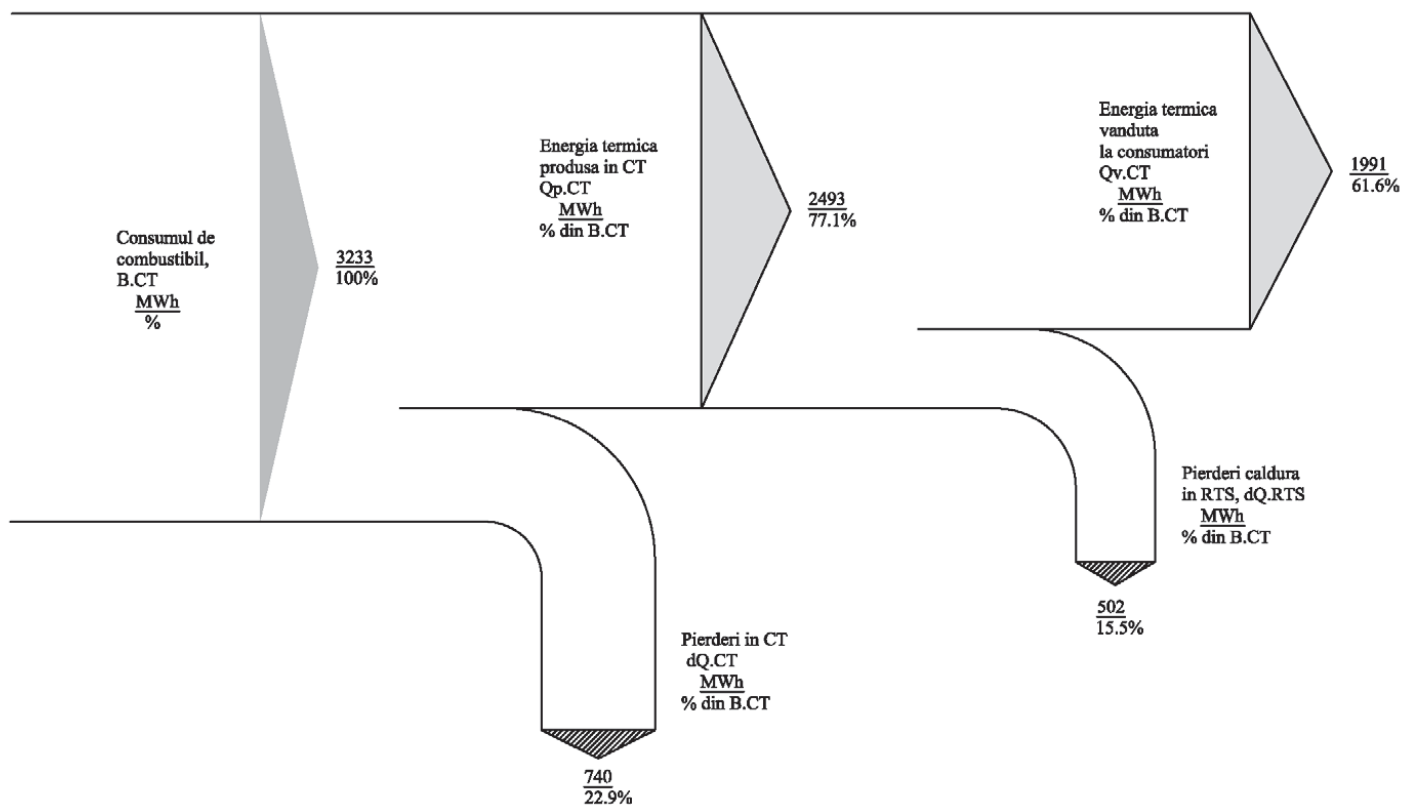 Consumul de
combustibil,
B.CT
MWh
%
3233
100%
Energia termica
produsa in CT
Qp.CT
MWh
% din B.CT
2493
77.1%
Energia termica
vanduta
la consumatori
Qv.CT
MWh
% din B.CT
1991
61.6%
Pierderi caldura
in RTS, dQ.RTS
MWh
% din B.CT
502
15.5%
Pierderi in CT
dQ.CT
MWh
% din B.CT
740
22.9%